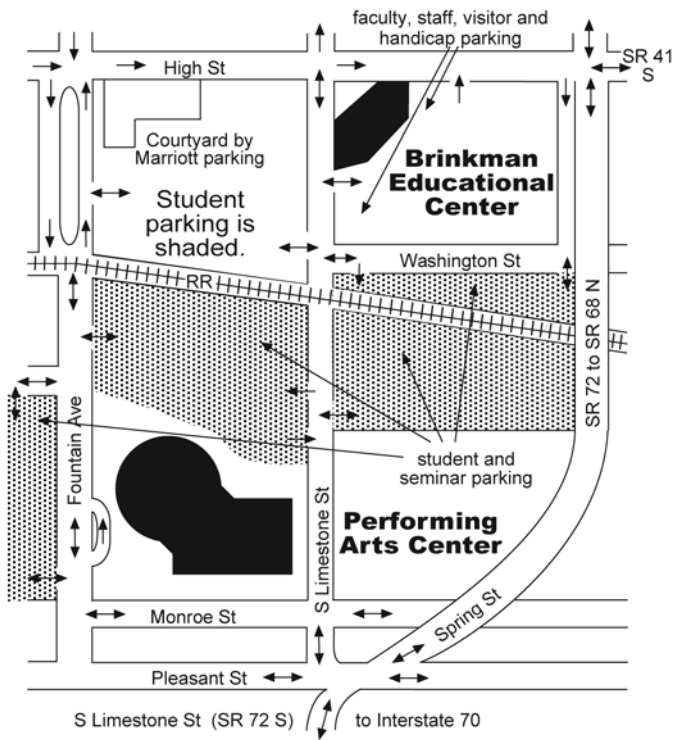 faculty, staff, visitor and
handicap parking
SR 41
S
High St
Courtyard by
Marriott parking
Brinkman
Educational
Center
Student
parking is
shaded.
Washington St
RR
SR 72 to SR 68 N
Fountain Ave
student and
seminar parking
Performing
Arts Center
S Limestone St
Spring St
Monroe St
Pleasant St
S Limestone St (SR 72 S) to Interstate 70